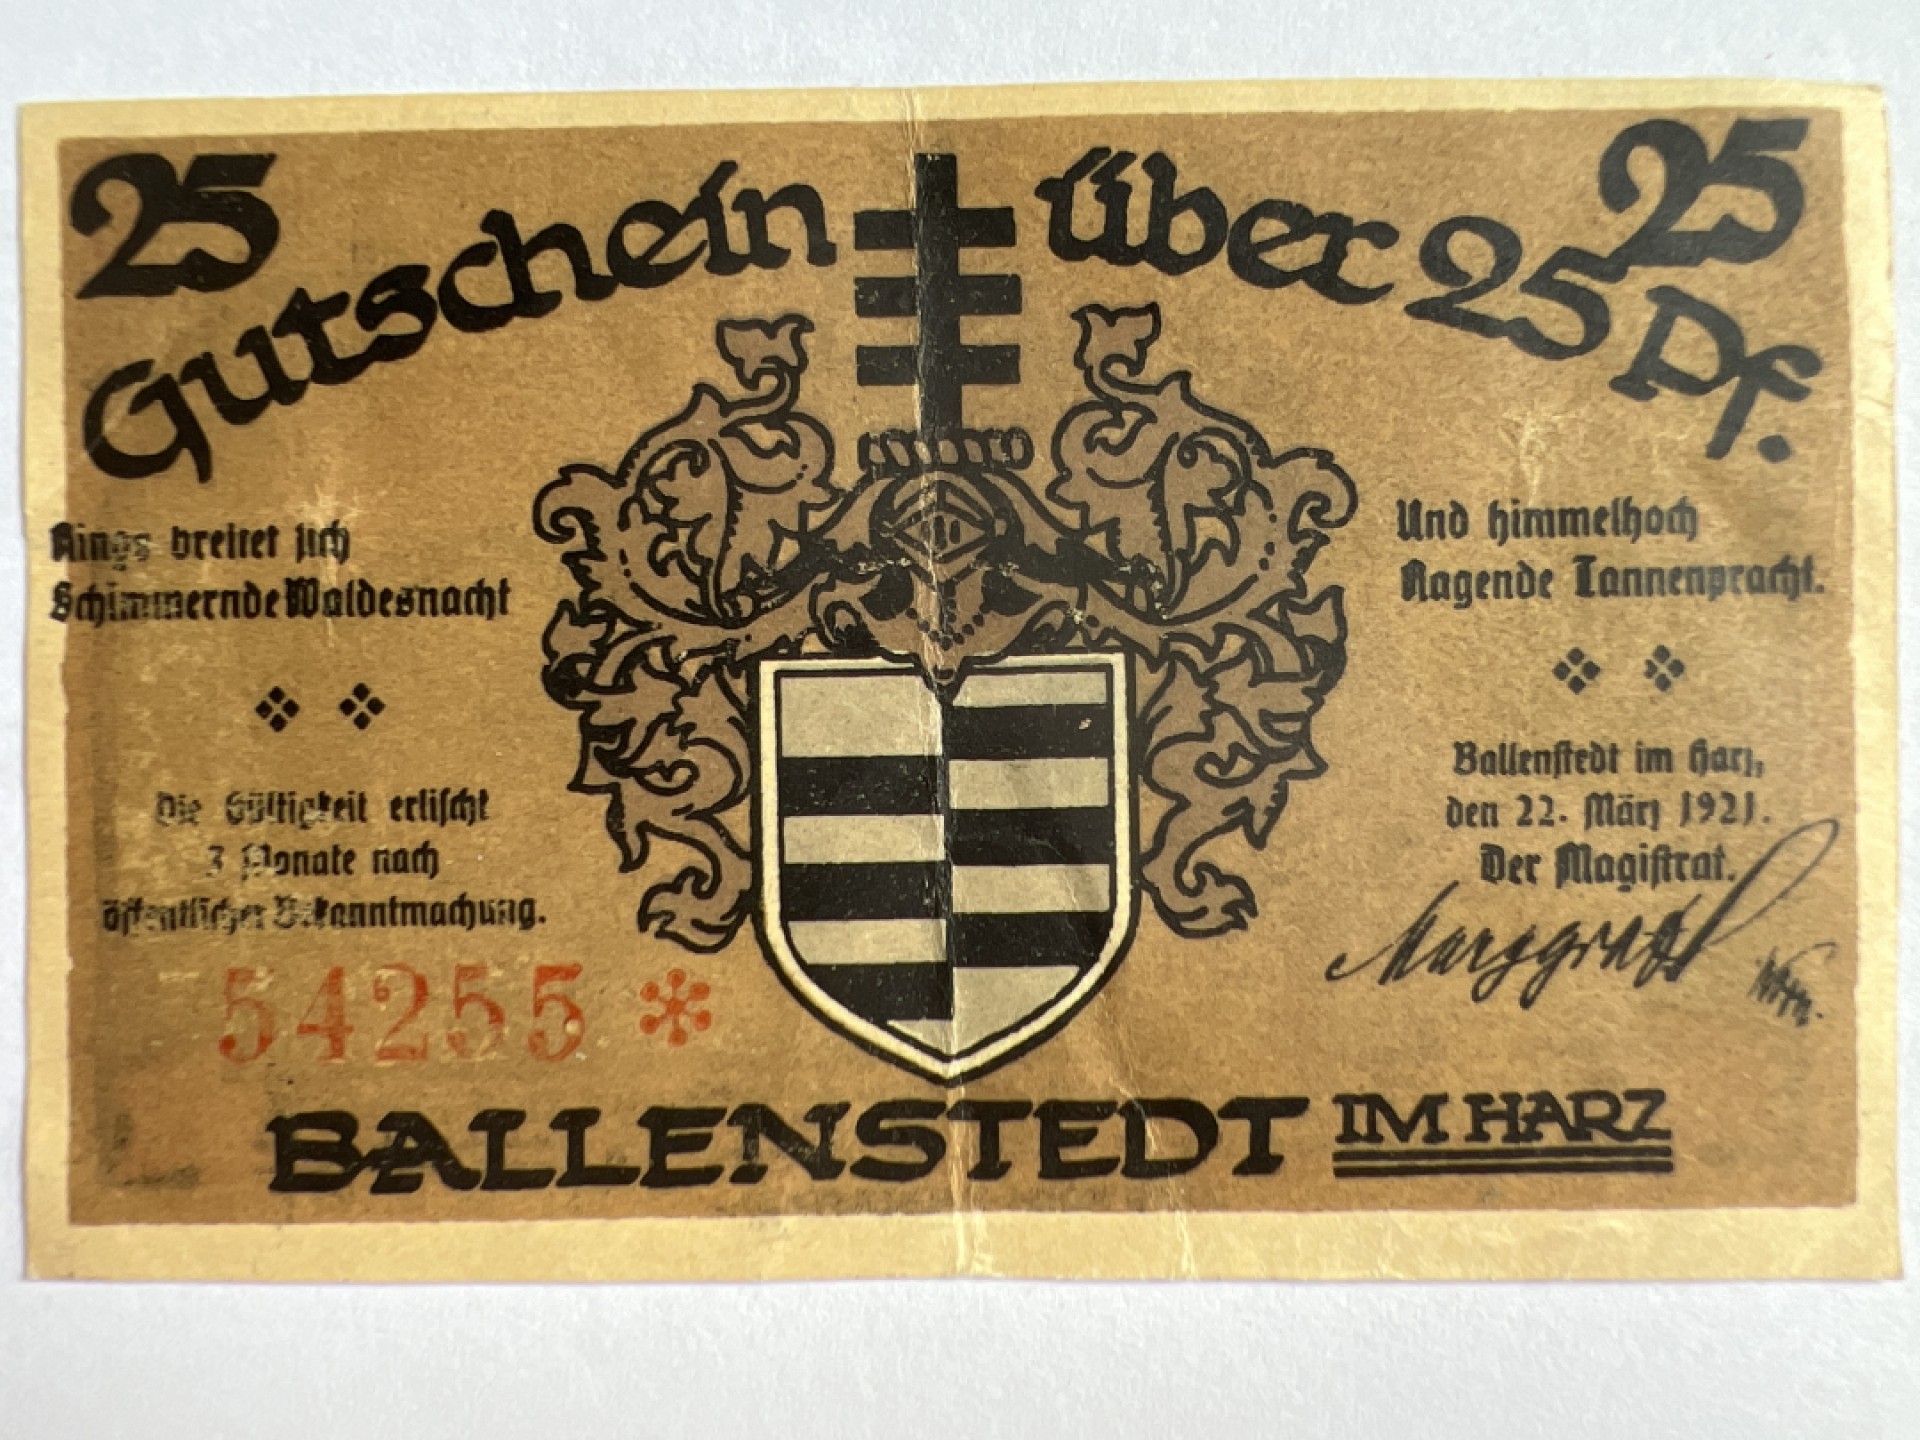 25
25
Gutschein über 25 Pf.
Rings breitet sich
Schimmernde Waldesnacht
Und himmelhoch
Ragende Tannenpracht.
Die Gültigkeit erlischt
3 Monate nach
öffentlicher Bekanntmachung.
Ballenstedt im Harz,
den 22. März 1921.
Der Magistrat.
Marggraff
54255 *
BALLENSTEDT IM HARZ